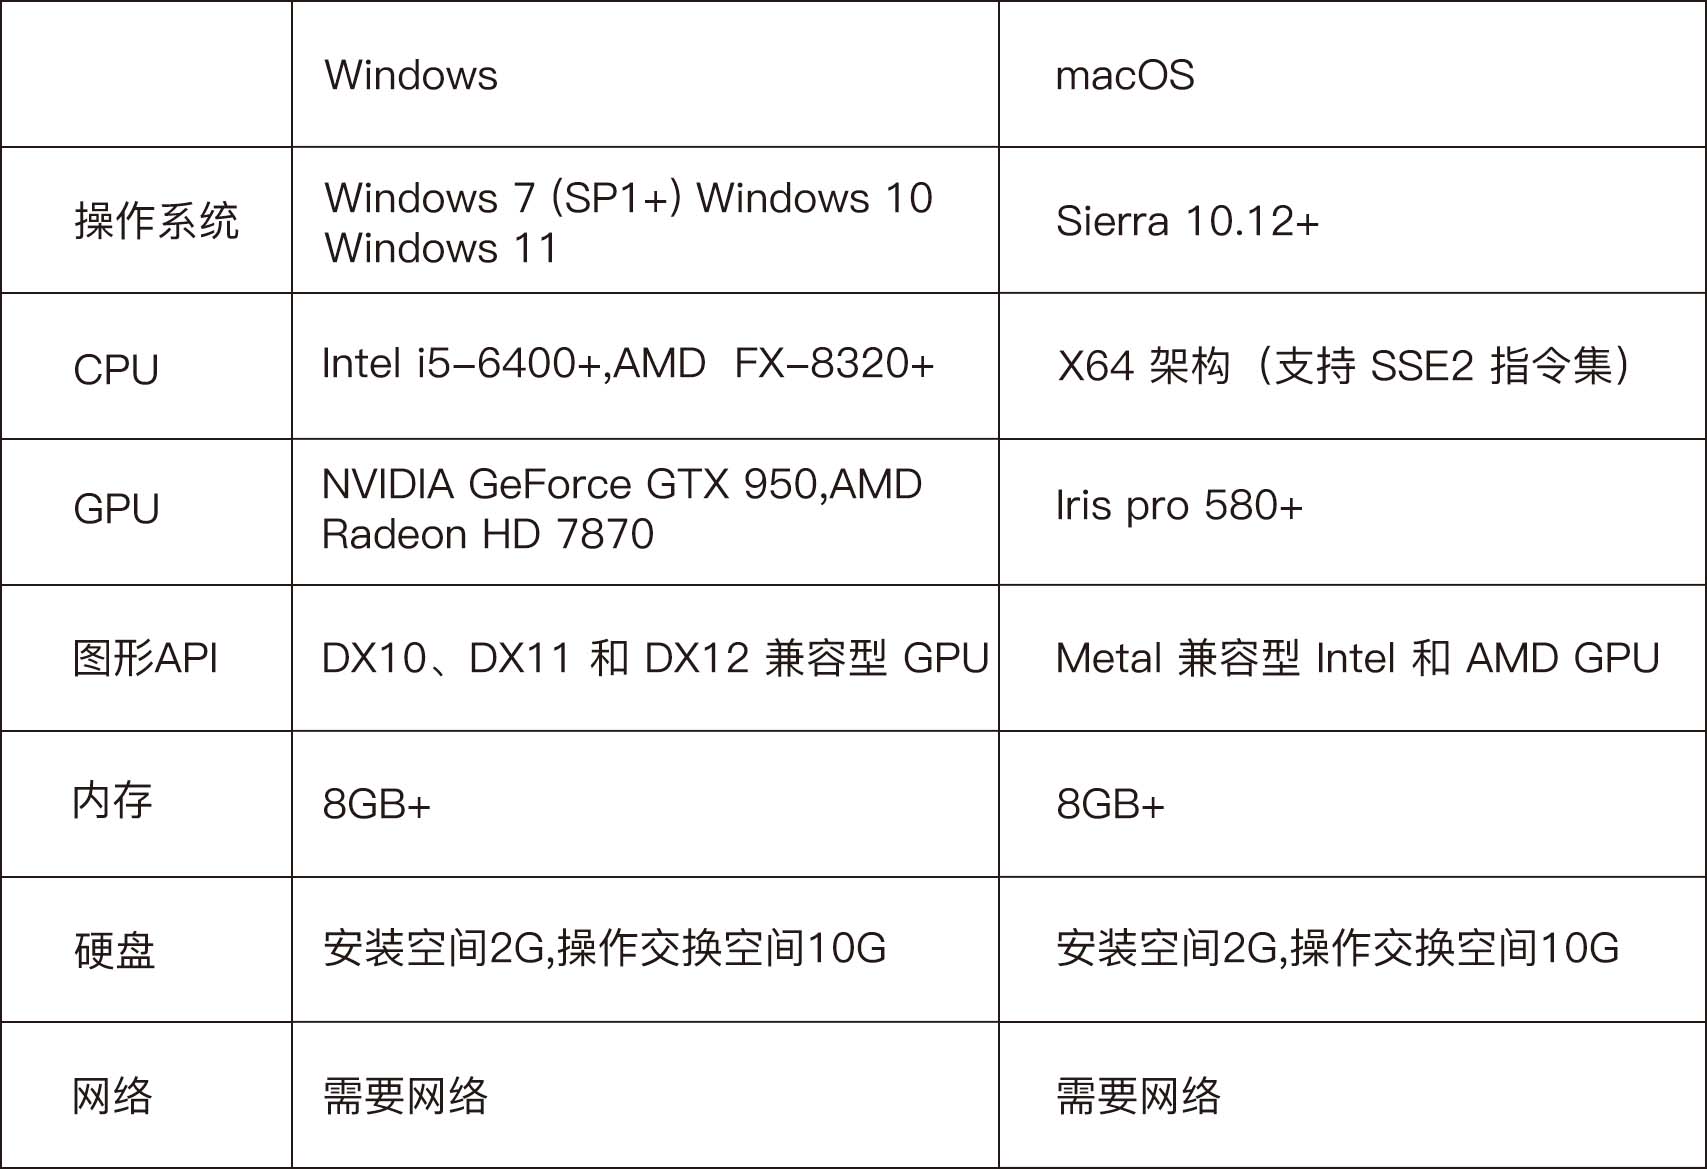 Windows
macOS
操作系统
Windows 7 (SP1+) Windows 10
Windows 11
Sierra 10.12+
CPU
Intel i5-6400+,AMD  FX-8320+
X64 架构（支持 SSE2 指令集）
GPU
NVIDIA GeForce GTX 950,AMD
Radeon HD 7870
Iris pro 580+
图形API
DX10、DX11 和 DX12 兼容型 GPU
Metal 兼容型 Intel 和 AMD GPU
内存
8GB+
8GB+
硬盘
安装空间2G,操作交换空间10G
安装空间2G,操作交换空间10G
网络
需要网络
需要网络